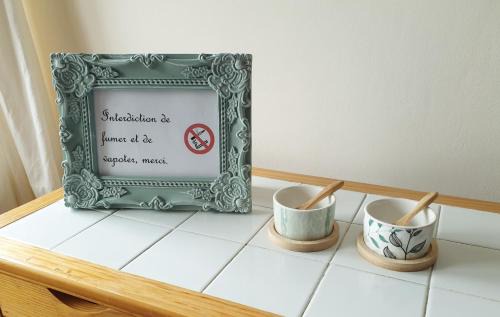 Interdiction de
fumer et de
vapoter, merci.